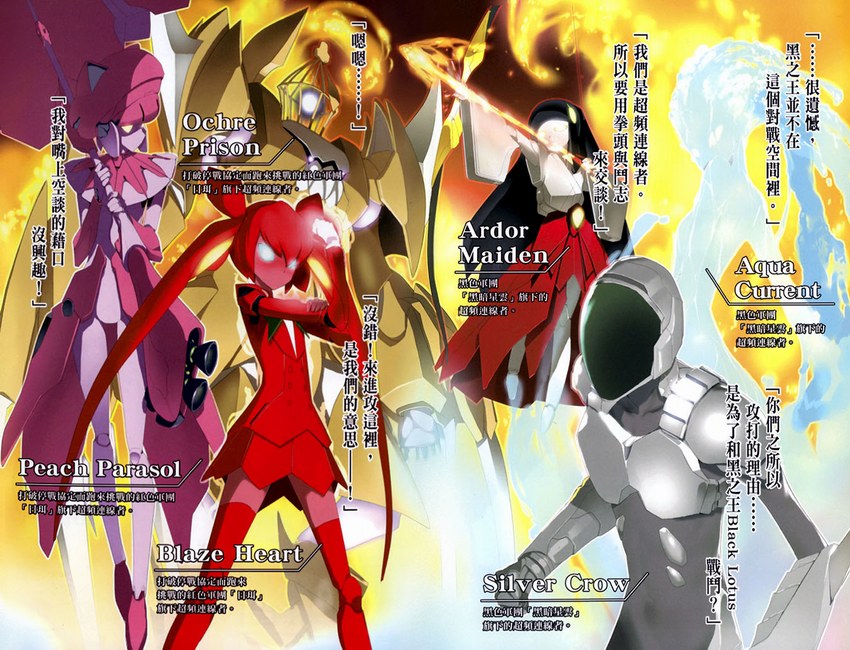 「……很遺憾，
黑之王並不在
這個對戰空間裡。」
「我們是超頻連線者。
所以要用拳頭與鬥志
來交談！」
「嗯嗯……！」
「我對嘴上空談的藉口
沒興趣！」
Ochre
Prison
打破停戰協定而跑來挑戰的紅色軍團
「日珥」旗下超頻連線者。
Ardor
Maiden
黑色軍團
「黑暗星雲」旗下的
超頻連線者。
Aqua
Current
黑色軍團
「黑暗星雲」旗下的
超頻連線者。
「你們之所以
攻打的理由……
是為了和黑之王Black Lotus
戰鬥？」
「沒錯！來進攻這裡，
是我們的意思——！」
Peach Parasol
打破停戰協定而跑來挑戰的紅色軍團
「日珥」旗下超頻連線者。
Blaze Heart
打破停戰協定而跑來
挑戰的紅色軍團「日珥」
旗下超頻連線者。
Silver Crow
黑色軍團「黑暗星雲」
旗下的超頻連線者。